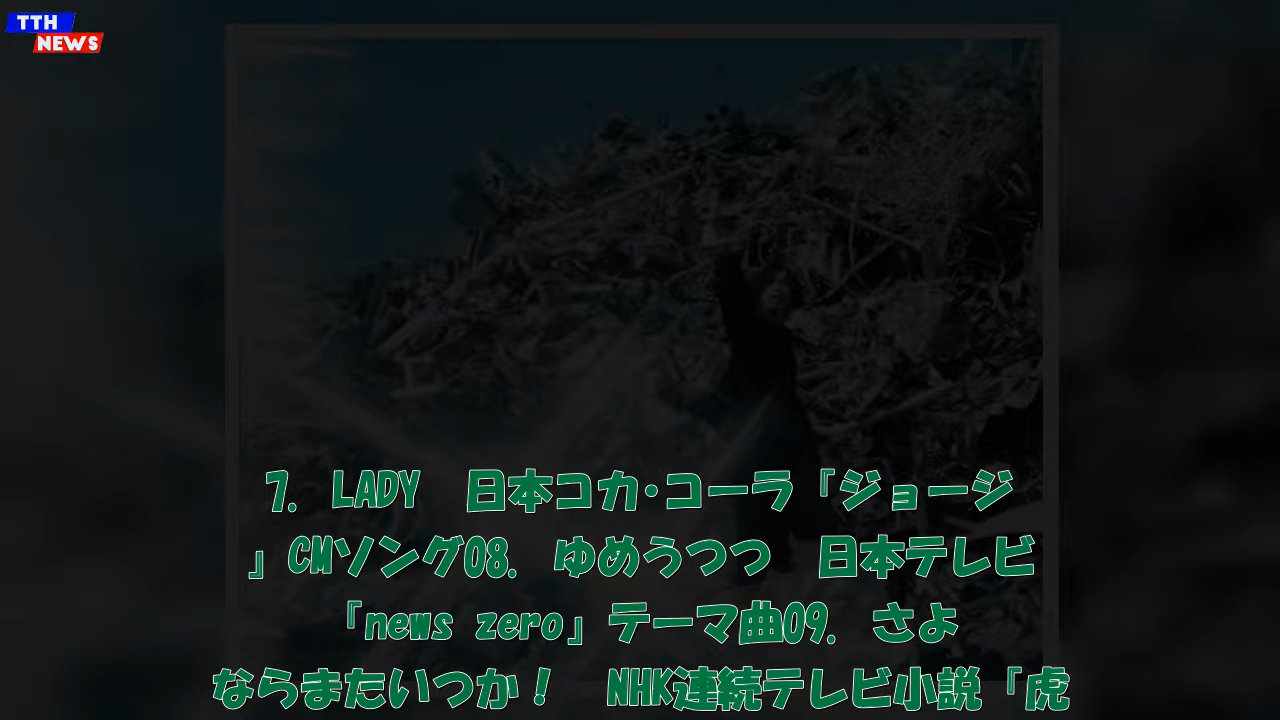 TTH
NEWS
7. LADY　日本コカ・コーラ『ジョージ
』CMソング08. ゆめうつつ　日本テレビ
『news zero』テーマ曲09. さよ
ならまたいつか！　NHK連続テレビ小説『虎